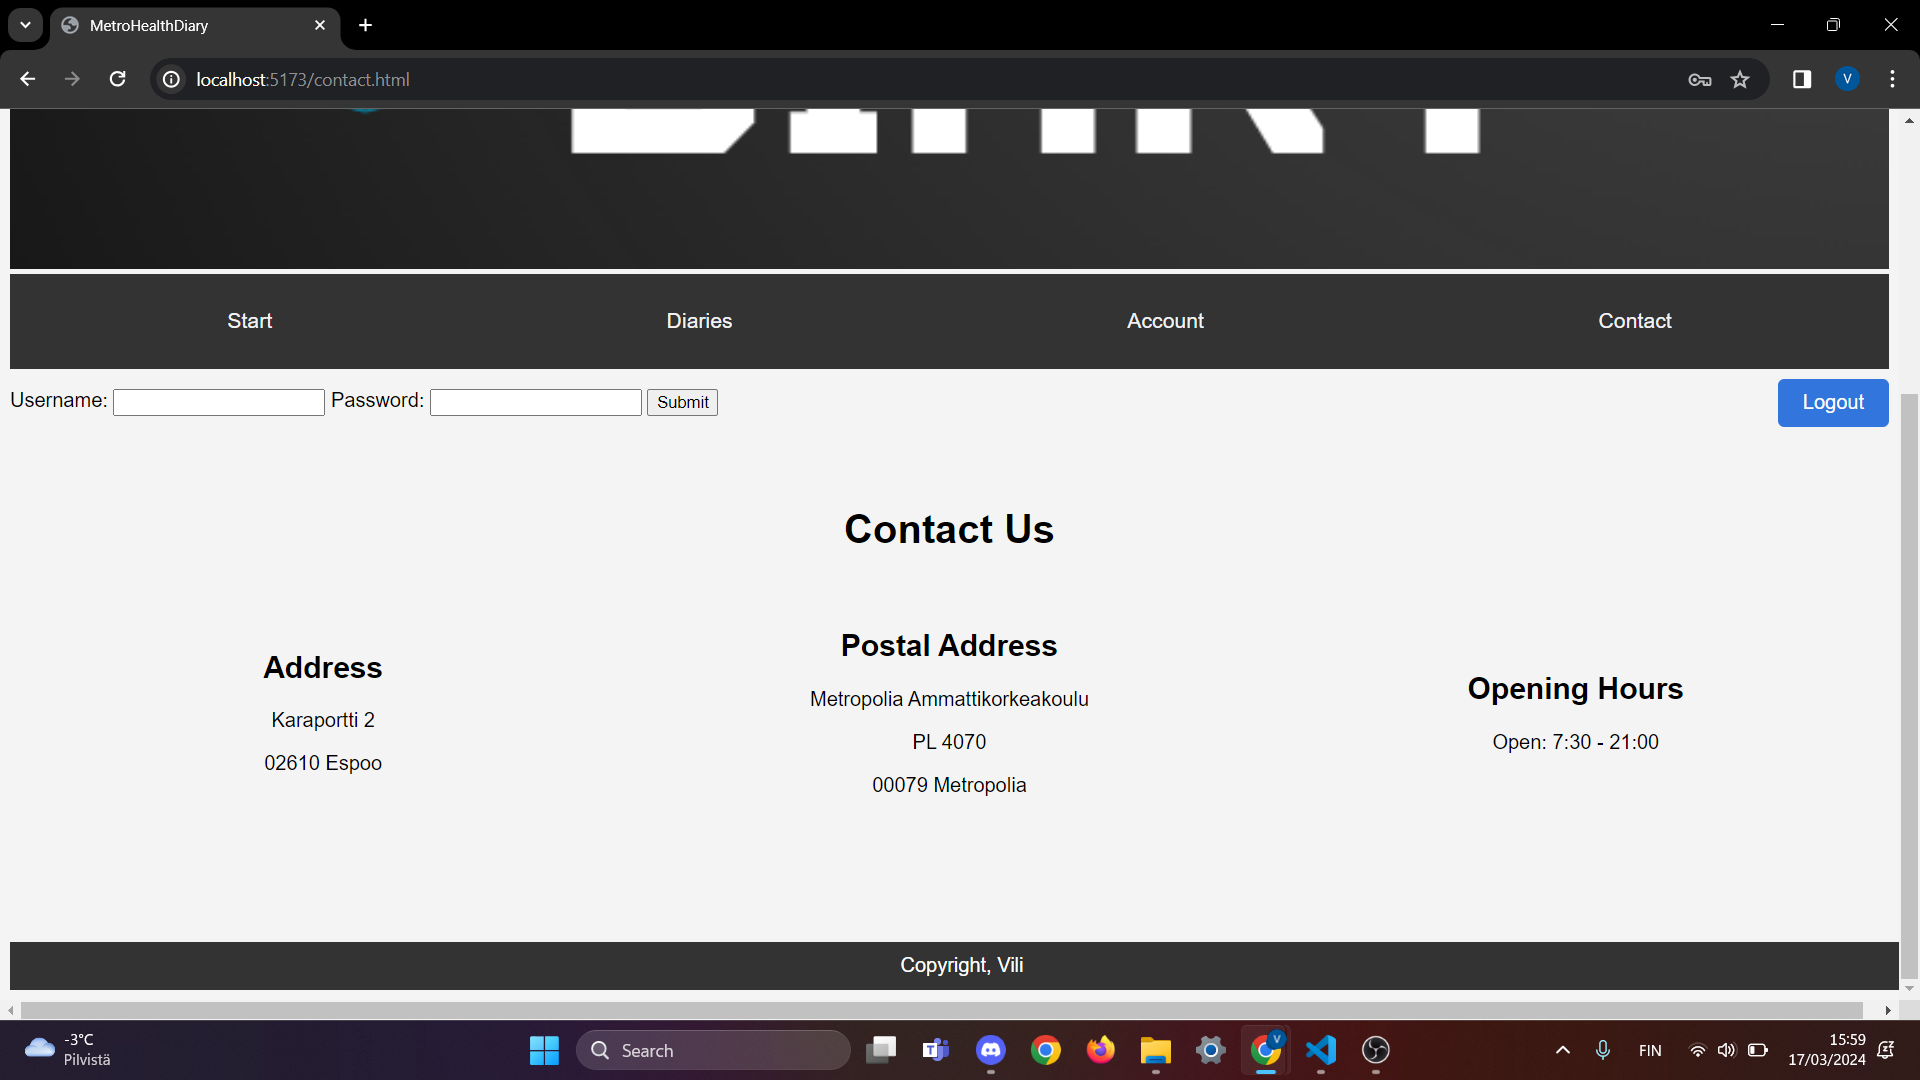 MetroHealthDiary
localhost:5173/contact.html
V
Start Diaries Account Contact
Username: Password: Submit Logout
Contact Us
Address
Karaportti 2
02610 Espoo
Postal Address
Metropolia Ammattikorkeakoulu
PL 4070
00079 Metropolia
Opening Hours
Open: 7:30 - 21:00
Copyright, Vili
-3°C
Pilvistä
Search
V
FIN
15:59
17/03/2024